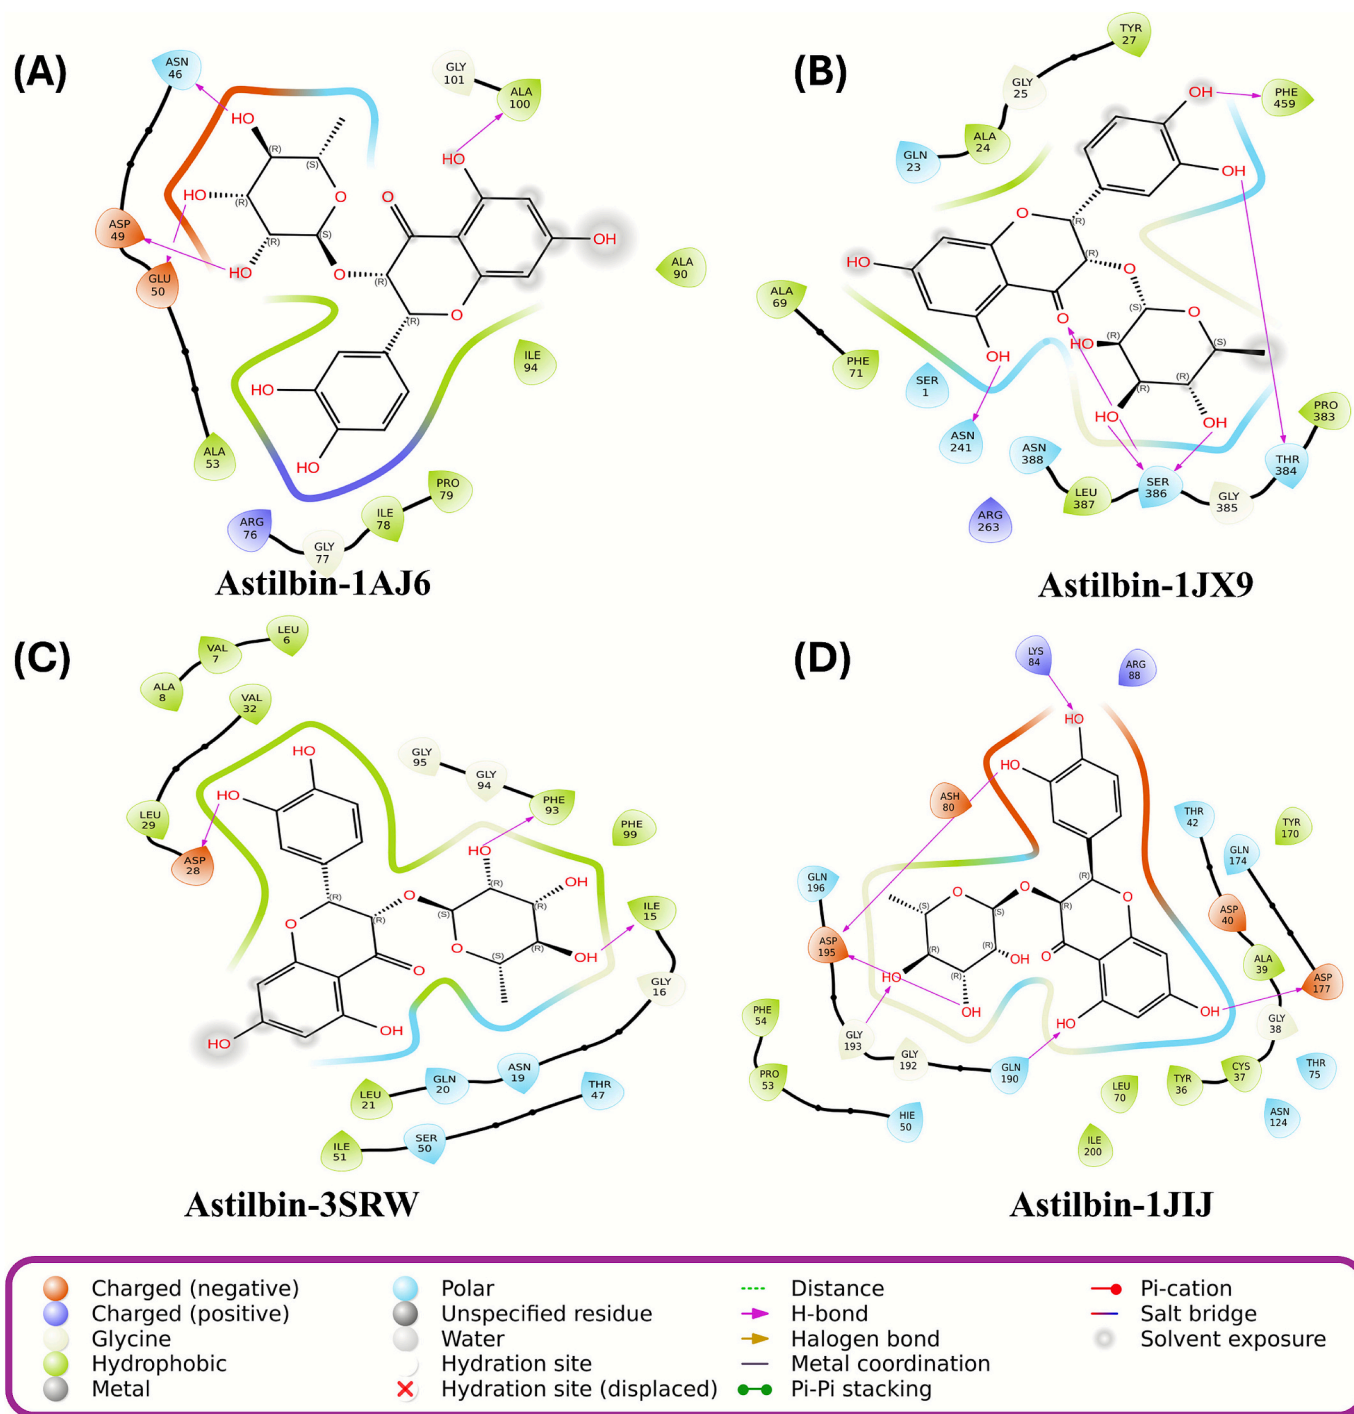 (A)
ASN
46
GLY
101
ALA
100
HO
(R)
(S)
HO
O
HO
(R)
O
(S)
(R)
ASP
49
HO
OH
O
(R)
GLU
50
(R)
O
ALA
90
ILE
94
HO
HO
ALA
53
PRO
79
ILE
78
ARG
76
GLY
77
Astilbin-1AJ6
(B)
TYR
27
GLY
25
OH
PHE
459
ALA
24
GLN
23
OH
O
(R)
(R)
HO
O
ALA
69
(S)
O
O
PHE
71
HO
(R)
(S)
OH
(R)
(R)
SER
1
HO
OH
PRO
383
ASN
241
ASN
388
THR
384
LEU
387
SER
386
GLY
385
ARG
263
Astilbin-1JX9
(C)
LEU
6
VAL
7
ALA
8
VAL
32
HO
GLY
95
GLY
94
HO
PHE
93
LEU
29
PHE
99
ASP
28
HO
OH
(R)
(R)
O
(R)
(S)
(R)
O
ILE
15
O
OH
(S)
(R)
O
GLY
16
HO
OH
ASN
19
GLN
20
THR
47
LEU
21
SER
50
ILE
51
Astilbin-3SRW
(D)
LYS
84
ARG
88
HO
HO
ASH
80
THR
42
TYR
170
GLN
174
GLN
196
(R)
O
O
O
(S)
(S)
(R)
ASP
40
ASP
195
(R)
(R)
OH
O
ALA
39
HO
(R)
ASP
177
PHE
54
OH
HO
OH
GLY
38
GLY
193
GLY
192
GLN
190
PRO
53
LEU
70
TYR
36
CYS
37
THR
75
HIE
50
ASN
124
ILE
200
Astilbin-1JIJ
Charged (negative)
Charged (positive)
Glycine
Hydrophobic
Metal
Polar
Unspecified residue
Water
Hydration site
Hydration site (displaced)
Distance
H-bond
Halogen bond
Metal coordination
Pi-Pi stacking
Pi-cation
Salt bridge
Solvent exposure